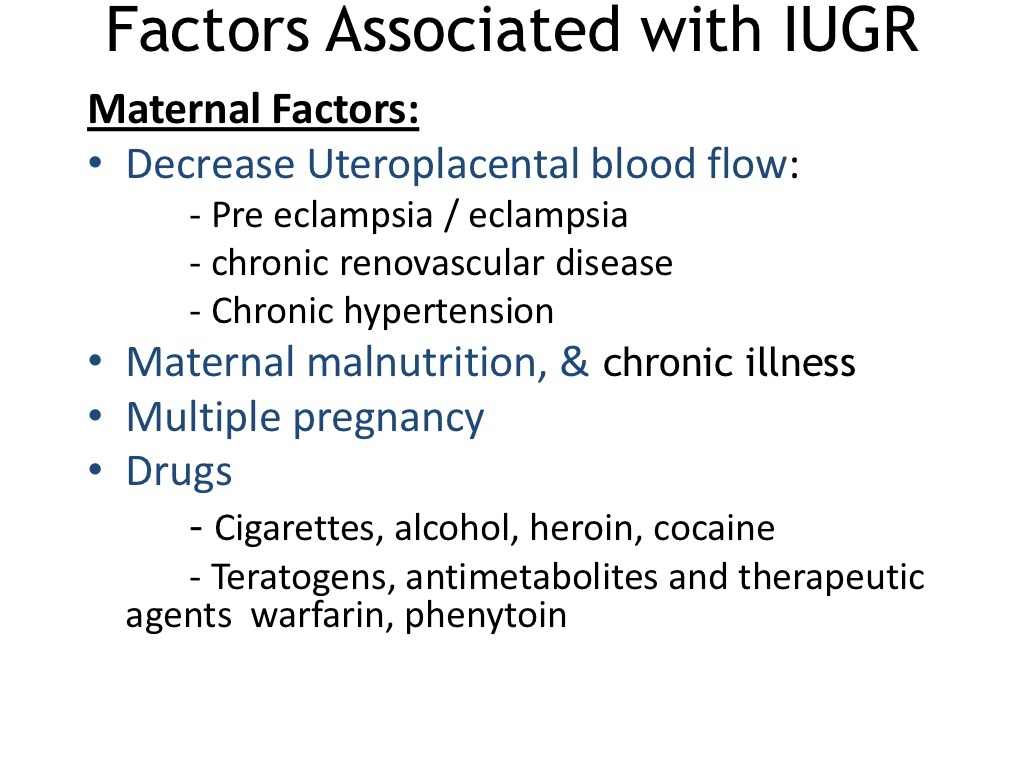 Factors Associated with IUGR
Maternal Factors:
• Decrease Uteroplacental blood flow:
- Pre eclampsia / eclampsia
- chronic renovascular disease
- Chronic hypertension
• Maternal malnutrition, & chronic illness
• Multiple pregnancy
• Drugs
- Cigarettes, alcohol, heroin, cocaine
- Teratogens, antimetabolites and therapeutic
agents  warfarin, phenytoin